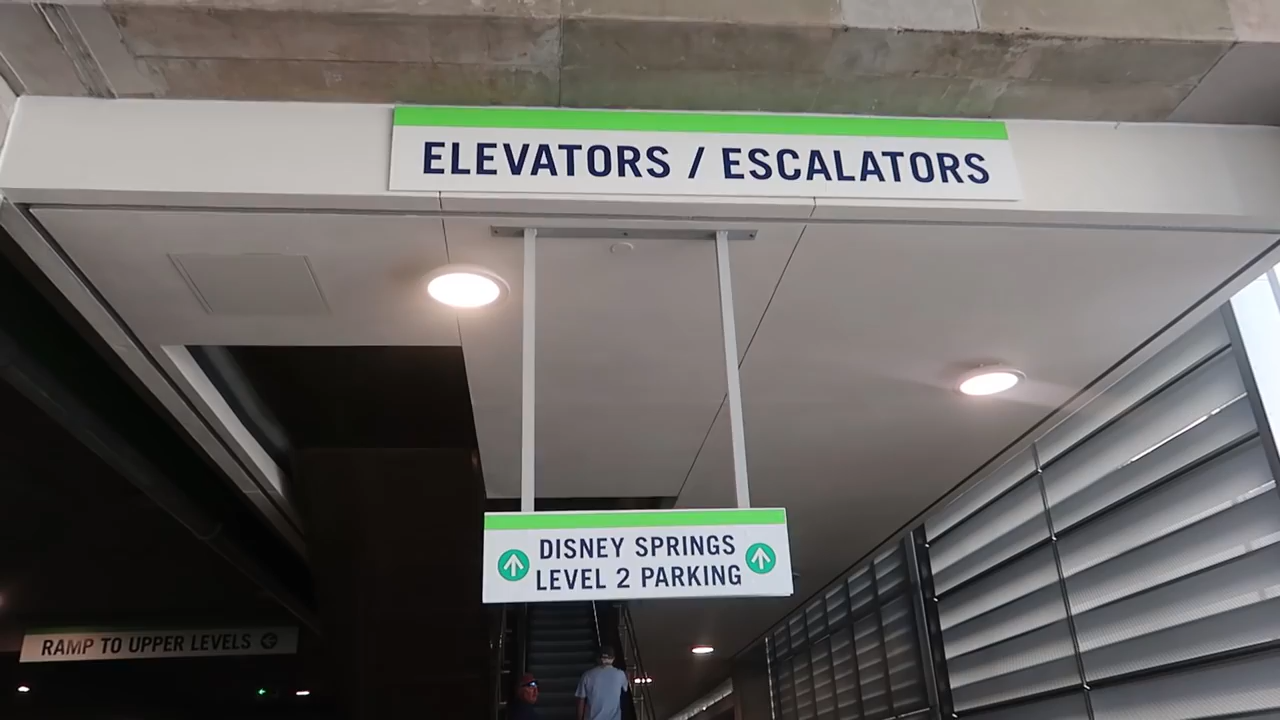 ELEVATORS / ESCALATORS
DISNEY SPRINGS
LEVEL 2 PARKING
RAMP TO UPPER LEVELS